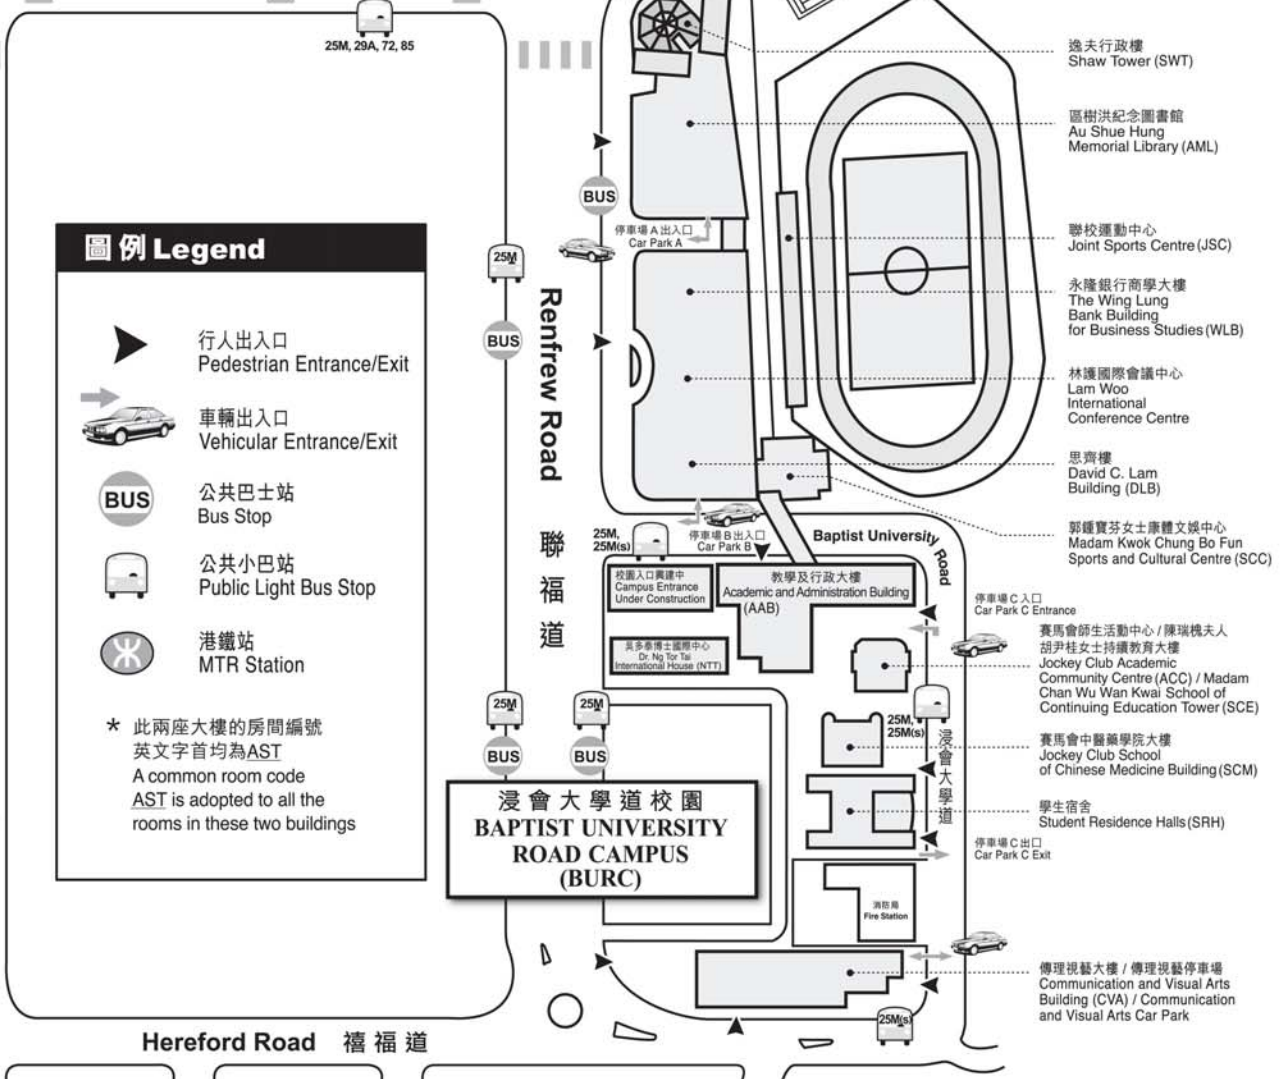 25M, 29A, 72, 85
逸夫行政樓
Shaw Tower (SWT)
區樹洪紀念圖書館
Au Shue Hung
Memorial Library (AML)
BUS
停車場A出入口
Car Park A
聯校運動中心
Joint Sports Centre (JSC)
圖例 Legend
25M
永隆銀行商學大樓
The Wing Lung
Bank Building
for Business Studies (WLB)
行人出入口
Pedestrian Entrance/Exit
BUS
Renfrew Road
聯福道
林護國際會議中心
Lam Woo
International
Conference Centre
車輛出入口
Vehicular Entrance/Exit
思齊樓
David C. Lam
Building (DLB)
BUS
公共巴士站
Bus Stop
郭鍾寶芬女士康體文娛中心
Madam Kwok Chung Bo Fun
Sports and Cultural Centre (SCC)
25M,
25M(s)
停車場B出入口
Car Park B
Baptist University Road
公共小巴站
Public Light Bus Stop
校園入口興建中
Campus Entrance
Under Construction
教學及行政大樓
Academic and Administration Building
(AAB)
停車場C入口
Car Park C Entrance
港鐵站
MTR Station
吳多泰博士國際中心
Dr. Ng Tor Tai
International House (NTT)
賽馬會師生活動中心 / 陳瑞槐夫人
胡尹桂女士持續教育大樓
Jockey Club Academic
Community Centre (ACC) / Madam
Chan Wu Wan Kwai School of
Continuing Education Tower (SCE)
25M
25M
25M,
25M(s)
浸會大學道
* 此兩座大樓的房間編號
英文字首均為AST
A common room code
AST is adopted to all the
rooms in these two buildings
BUS
BUS
賽馬會中醫藥學院大樓
Jockey Club School
of Chinese Medicine Building (SCM)
浸會大學道校園
BAPTIST UNIVERSITY
ROAD CAMPUS
(BURC)
學生宿舍
Student Residence Halls (SRH)
停車場C出口
Car Park C Exit
消防局
Fire Station
傳理視藝大樓 / 傳理視藝停車場
Communication and Visual Arts
Building (CVA) / Communication
and Visual Arts Car Park
25M(s)
Hereford Road 禧福道